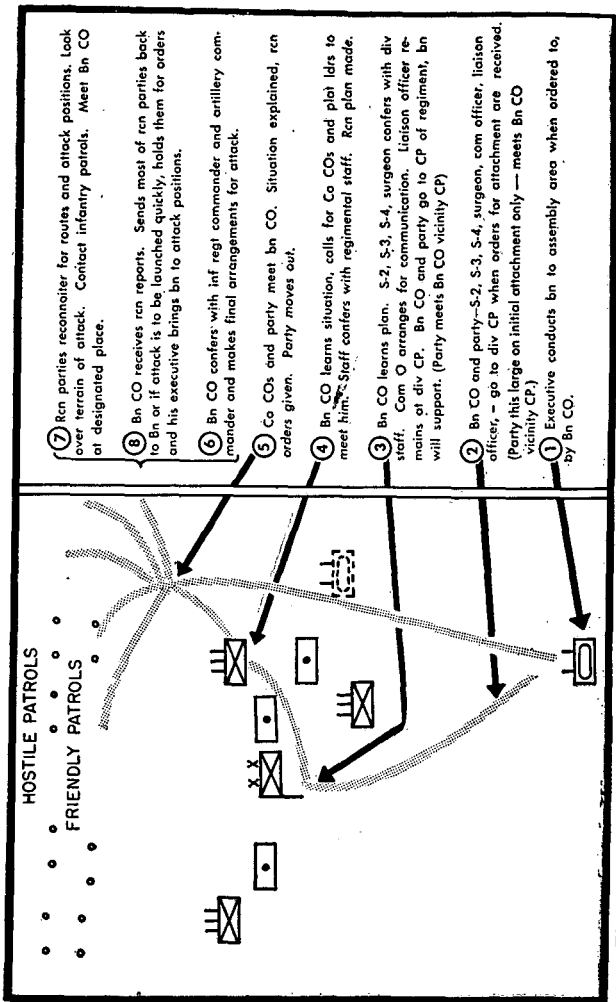 HOSTILE PATROLS
FRIENDLY PATROLS
X X
⑦ Rcn parties reconnoiter for routes and attack positions. Look
over terrain of attack. Contact infantry patrols. Meet Bn CO
at designated place.
⑧ Bn CO receives rcn reports. Sends most of rcn parties back
to Bn or if attack is to be launched quickly, holds them for orders
and his executive brings bn to attack positions.
⑥ Bn CO confers with inf regt commander and artillery com-
mander and makes final arrangements for attack.
⑤ Co COs and party meet bn CO. Situation explained, rcn
orders given. Party moves out.
④ Bn CO learns situation, calls for Co COs and plat ldrs to
meet him. Staff confers with regimental staff. Rcn plan made.
③ Bn CO learns plan. S-2, S-3, S-4, surgeon confers with div
staff. Com O arranges for communication. Liaison officer re-
mains at div CP. Bn CO and party go to CP of regiment, bn
will support. (Party meets Bn CO vicinity CP)
② Bn CO and party—S-2, S-3, S-4, surgeon, com officer, liaison
officer, – go to div CP when orders for attachment are received.
(Party this large on initial attachment only — meets Bn CO
vicinity CP.)
① Executive conducts bn to assembly area when ordered to,
by Bn CO.